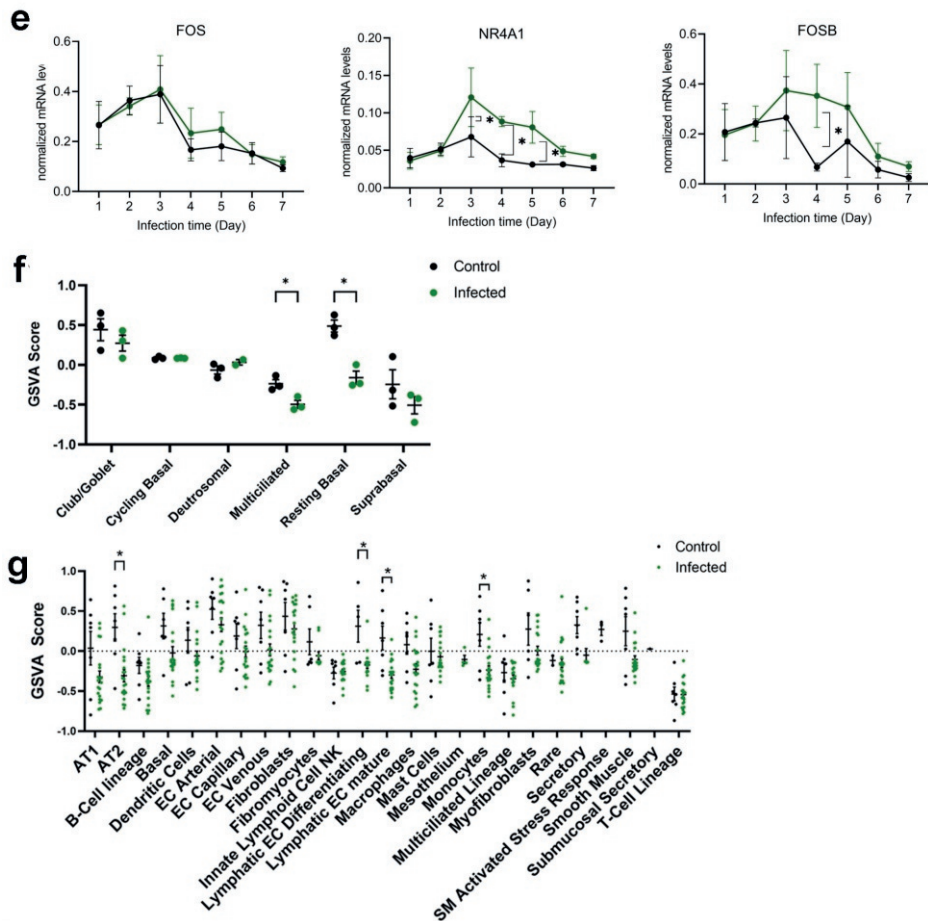 e
FOS
normalized mRNA lev
0.6
0.4
0.2
0.0
1 2 3 4 5 6 7
Infection time (Day)
NR4A1
normalized mRNA levels
0.20
0.15
0.10
0.05
0.00
*
*
*
1 2 3 4 5 6 7
Infection time (Day)
FOSB
normalized mRNA levels
0.6
0.4
0.2
0.0
*
1 2 3 4 5 6 7
Infection time (Day)
f
Control
Infected
GSVA Score
1.0
0.5
0.0
-0.5
-1.0
*
*
Club/Goblet
Cycling Basal
Deutrosomal
Multiciliated
Resting Basal
Suprabasal
g
Control
Infected
GSVA Score
1.0
0.5
0.0
-0.5
-1.0
*
*
*
*
AT1
AT2
B-Cell lineage
Basal
Dendritic Cells
EC Arterial
EC Capillary
EC Venous
Fibroblasts
Fibromyocytes
Innate Lymphoid Cell NK
Lymphatic EC Differentiating
Lymphatic EC mature
Macrophages
Mast Cells
Mesothelium
Monocytes
Multiciliated Lineage
Myofibroblasts
Rare
Secretory
SM Activated Stress Response
Smooth Muscle
Submucosal Secretory
T-Cell Lineage